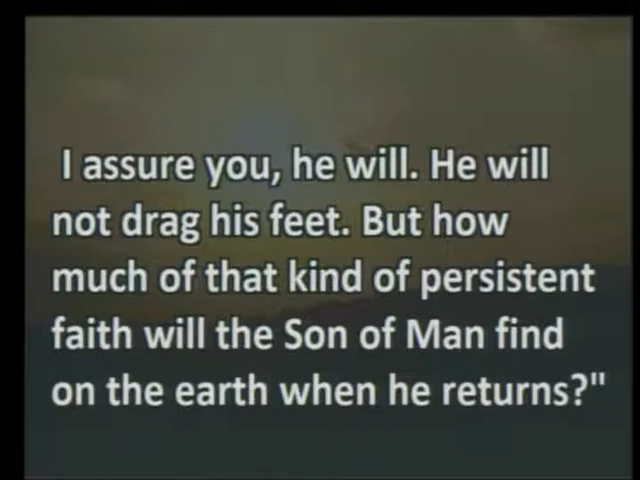 I assure you, he will. He will
not drag his feet. But how
much of that kind of persistent
faith will the Son of Man find
on the earth when he returns?"